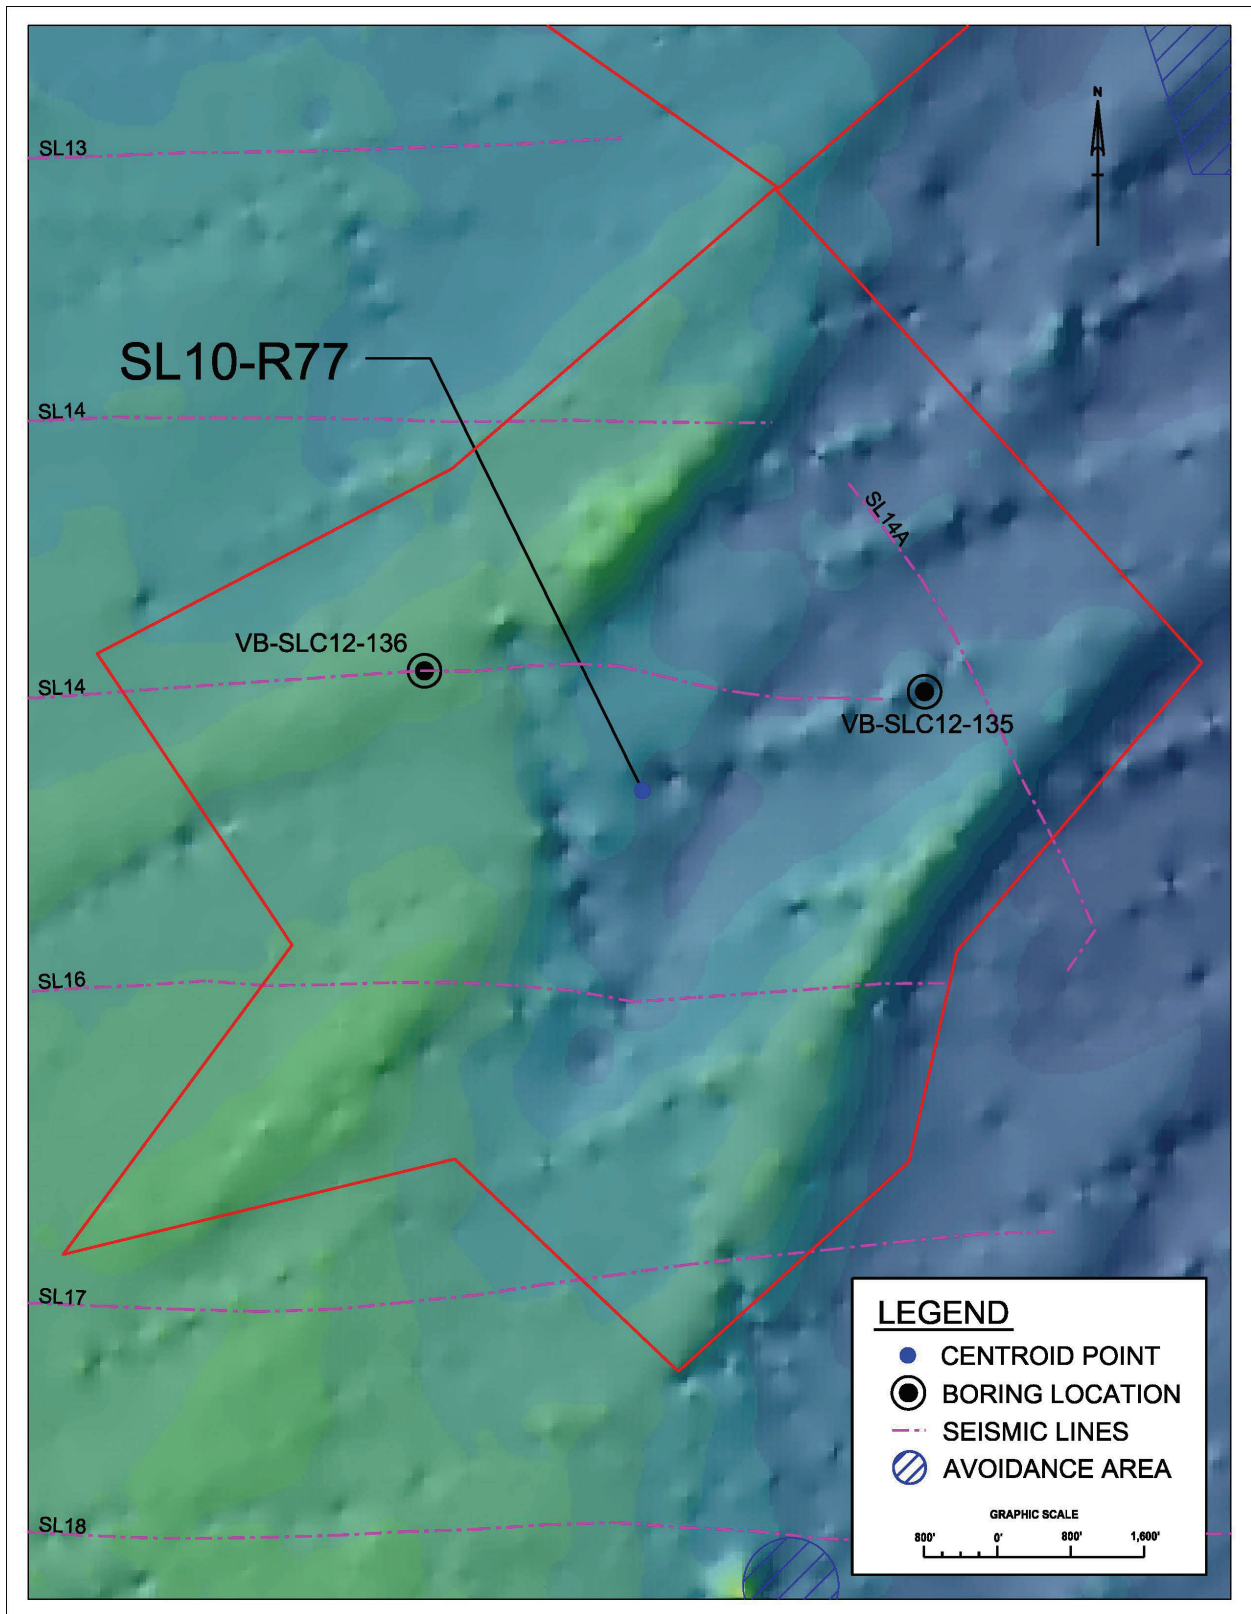 N
SL13
SL10-R77
SL14
SL14A
VB-SLC12-136
SL14
VB-SLC12-135
SL16
SL17
LEGEND
CENTROID POINT
BORING LOCATION
SEISMIC LINES
AVOIDANCE AREA
GRAPHIC SCALE
800' 0' 800' 1,600'
SL18